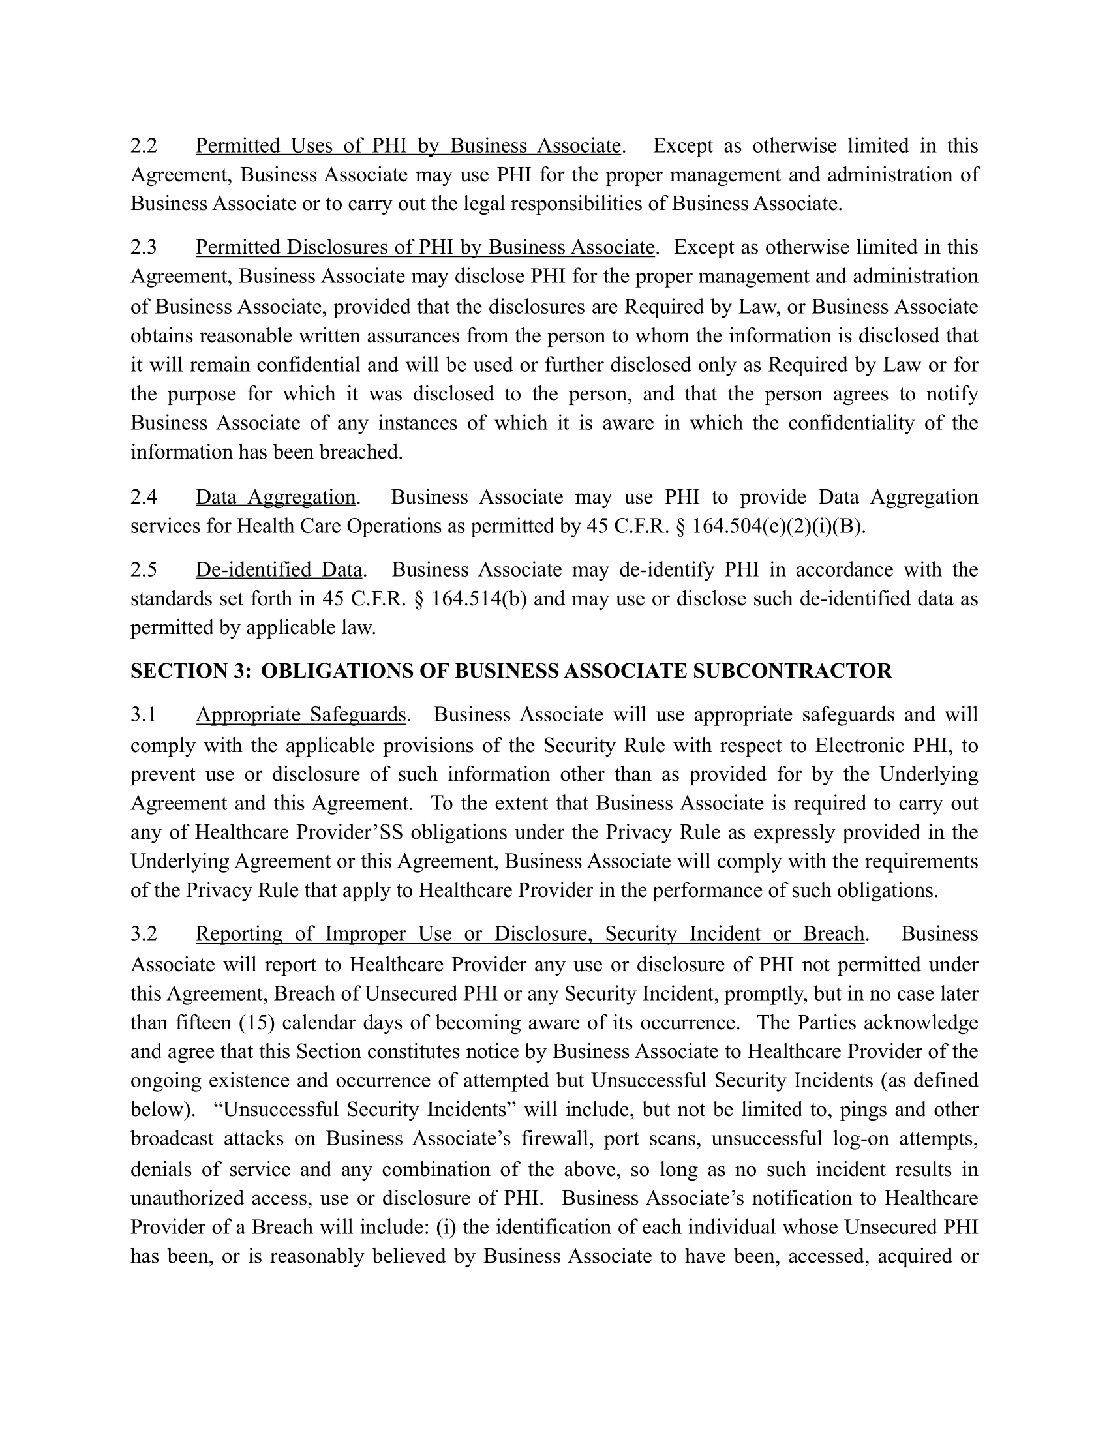 2.2 Permitted Uses of PHI by Business Associate. Except as otherwise limited in this
Agreement, Business Associate may use PHI for the proper management and administration of
Business Associate or to carry out the legal responsibilities of Business Associate.
2.3 Permitted Disclosures of PHI by Business Associate. Except as otherwise limited in this
Agreement, Business Associate may disclose PHI for the proper management and administration
of Business Associate, provided that the disclosures are Required by Law, or Business Associate
obtains reasonable written assurances from the person to whom the information is disclosed that
it will remain confidential and will be used or further disclosed only as Required by Law or for
the purpose for which it was disclosed to the person, and that the person agrees to notify
Business Associate of any instances of which it is aware in which the confidentiality of the
information has been breached.
2.4 Data Aggregation. Business Associate may use PHI to provide Data Aggregation
services for Health Care Operations as permitted by 45 C.F.R. § 164.504(c)(2)(i)(B).
2.5 De-identified Data. Business Associate may de-identify PHI in accordance with the
standards set forth in 45 C.F.R. § 164.514(b) and may use or disclose such de-identified data as
permitted by applicable law.
SECTION 3: OBLIGATIONS OF BUSINESS ASSOCIATE SUBCONTRACTOR
3.1 Appropriate Safeguards. Business Associate will use appropriate safeguards and will
comply with the applicable provisions of the Security Rule with respect to Electronic PHI, to
prevent use or disclosure of such information other than as provided for by the Underlying
Agreement and this Agreement. To the extent that Business Associate is required to carry out
any of Healthcare Provider’SS obligations under the Privacy Rule as expressly provided in the
Underlying Agreement or this Agreement, Business Associate will comply with the requirements
of the Privacy Rule that apply to Healthcare Provider in the performance of such obligations.
3.2 Reporting of Improper Use or Disclosure, Security Incident or Breach. Business
Associate will report to Healthcare Provider any use or disclosure of PHI not permitted under
this Agreement, Breach of Unsecured PHI or any Security Incident, promptly, but in no case later
than fifteen (15) calendar days of becoming aware of its occurrence. The Parties acknowledge
and agree that this Section constitutes notice by Business Associate to Healthcare Provider of the
ongoing existence and occurrence of attempted but Unsuccessful Security Incidents (as defined
below). “Unsuccessful Security Incidents” will include, but not be limited to, pings and other
broadcast attacks on Business Associate’s firewall, port scans, unsuccessful log-on attempts,
denials of service and any combination of the above, so long as no such incident results in
unauthorized access, use or disclosure of PHI. Business Associate’s notification to Healthcare
Provider of a Breach will include: (i) the identification of each individual whose Unsecured PHI
has been, or is reasonably believed by Business Associate to have been, accessed, acquired or